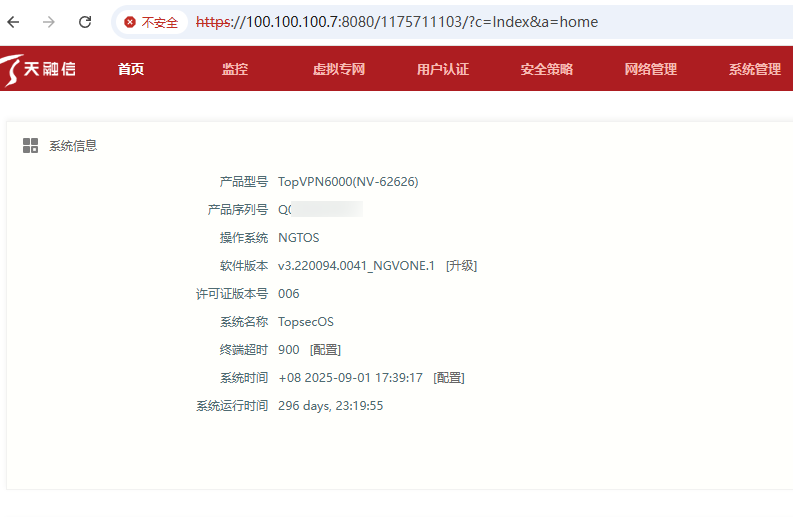 不安全 https://100.100.100.7:8080/1175711103/?c=Index&a=home
天融信 首页 监控 虚拟专网 用户认证 安全策略 网络管理 系统管理
系统信息
产品型号 TopVPN6000(NV-62626)
产品序列号
操作系统 NGTOS
软件版本 v3.220094.0041_NGVONE.1 [升级]
许可证版本号 006
系统名称 TopsecOS
终端超时 900 [配置]
系统时间 +08 2025-09-01 17:39:17 [配置]
系统运行时间 296 days, 23:19:55